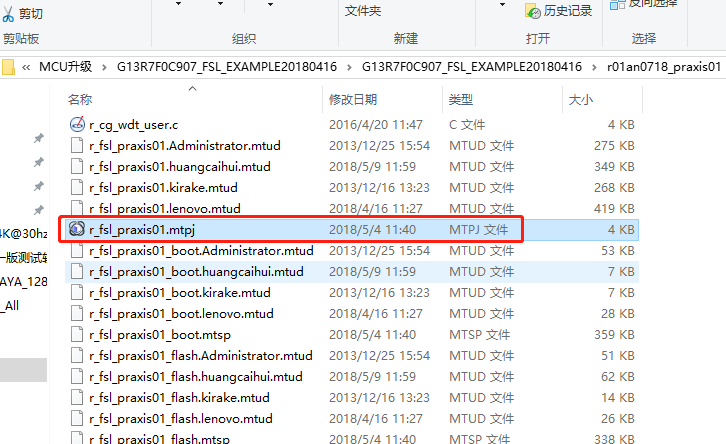 剪切
剪贴板
组织
文件夹
新建
历史记录
打开
反向选择
选择
« MCU升级 > G13R7F0C907_FSL_EXAMPLE20180416 > G13R7F0C907_FSL_EXAMPLE20180416 > r01an0718_praxis01
名称 修改日期 类型 大小
r_cg_wdt_user.c 2016/4/20 11:47 C 文件 4 KB
r_fsl_praxis01.Administrator.mtud 2013/12/25 15:54 MTUD 文件 275 KB
r_fsl_praxis01.huangcaihui.mtud 2018/5/9 11:59 MTUD 文件 349 KB
r_fsl_praxis01.kirake.mtud 2013/12/16 13:23 MTUD 文件 268 KB
r_fsl_praxis01.lenovo.mtud 2018/4/16 11:27 MTUD 文件 419 KB
r_fsl_praxis01.mtpj 2018/5/4 11:40 MTPJ 文件 4 KB
r_fsl_praxis01_boot.Administrator.mtud 2013/12/25 15:54 MTUD 文件 53 KB
r_fsl_praxis01_boot.huangcaihui.mtud 2018/5/9 11:59 MTUD 文件 7 KB
r_fsl_praxis01_boot.kirake.mtud 2013/12/16 13:23 MTUD 文件 7 KB
r_fsl_praxis01_boot.lenovo.mtud 2018/4/16 11:27 MTUD 文件 28 KB
r_fsl_praxis01_boot.mtsp 2018/5/4 11:40 MTSP 文件 359 KB
r_fsl_praxis01_flash.Administrator.mtud 2013/12/25 15:54 MTUD 文件 51 KB
r_fsl_praxis01_flash.huangcaihui.mtud 2018/5/9 11:59 MTUD 文件 62 KB
r_fsl_praxis01_flash.kirake.mtud 2013/12/16 13:23 MTUD 文件 14 KB
r_fsl_praxis01_flash.lenovo.mtud 2018/4/16 11:27 MTUD 文件 26 KB
r_fsl_praxis01_flash.mtsp 2018/5/4 11:40 MTSP 文件 338 KB
4K@30hz
一版测试软
AYA_128
_All